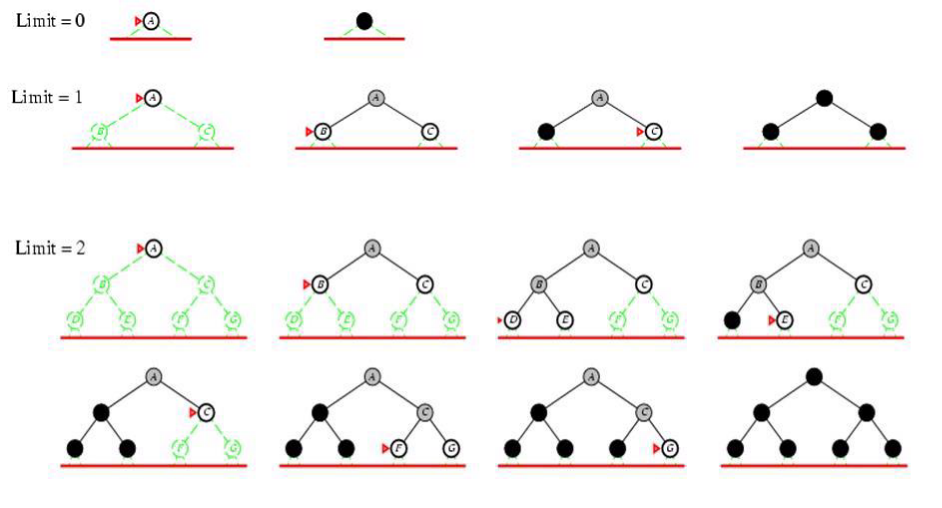 Limit = 0 A
Limit = 1 A A A
B C B C C
Limit = 2 A A A A
B C B C B C B C
D E F G D E F G D E F G E F G
A A A
C C C
F G F G G